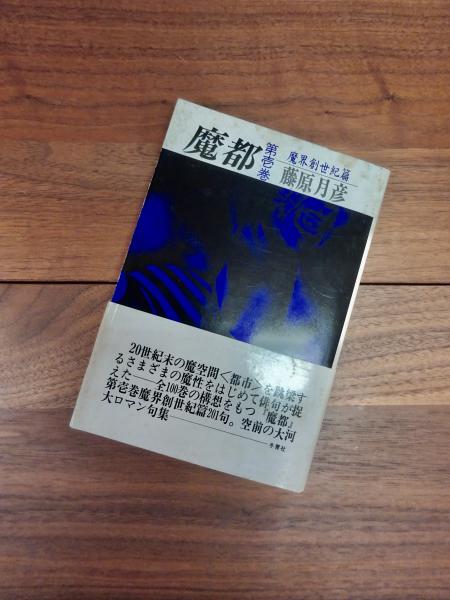 魔都
第壱巻
魔界創世紀篇
藤原月彦
20世紀末の魔空間＜都市＞を跳梁す
るさまざまの魔性をはじめて俳句が捉
えた——全100巻の構想をもつ『魔都』
第壱巻魔界創世紀篇201句。空前の大河
大ロマン句集——
冬青社